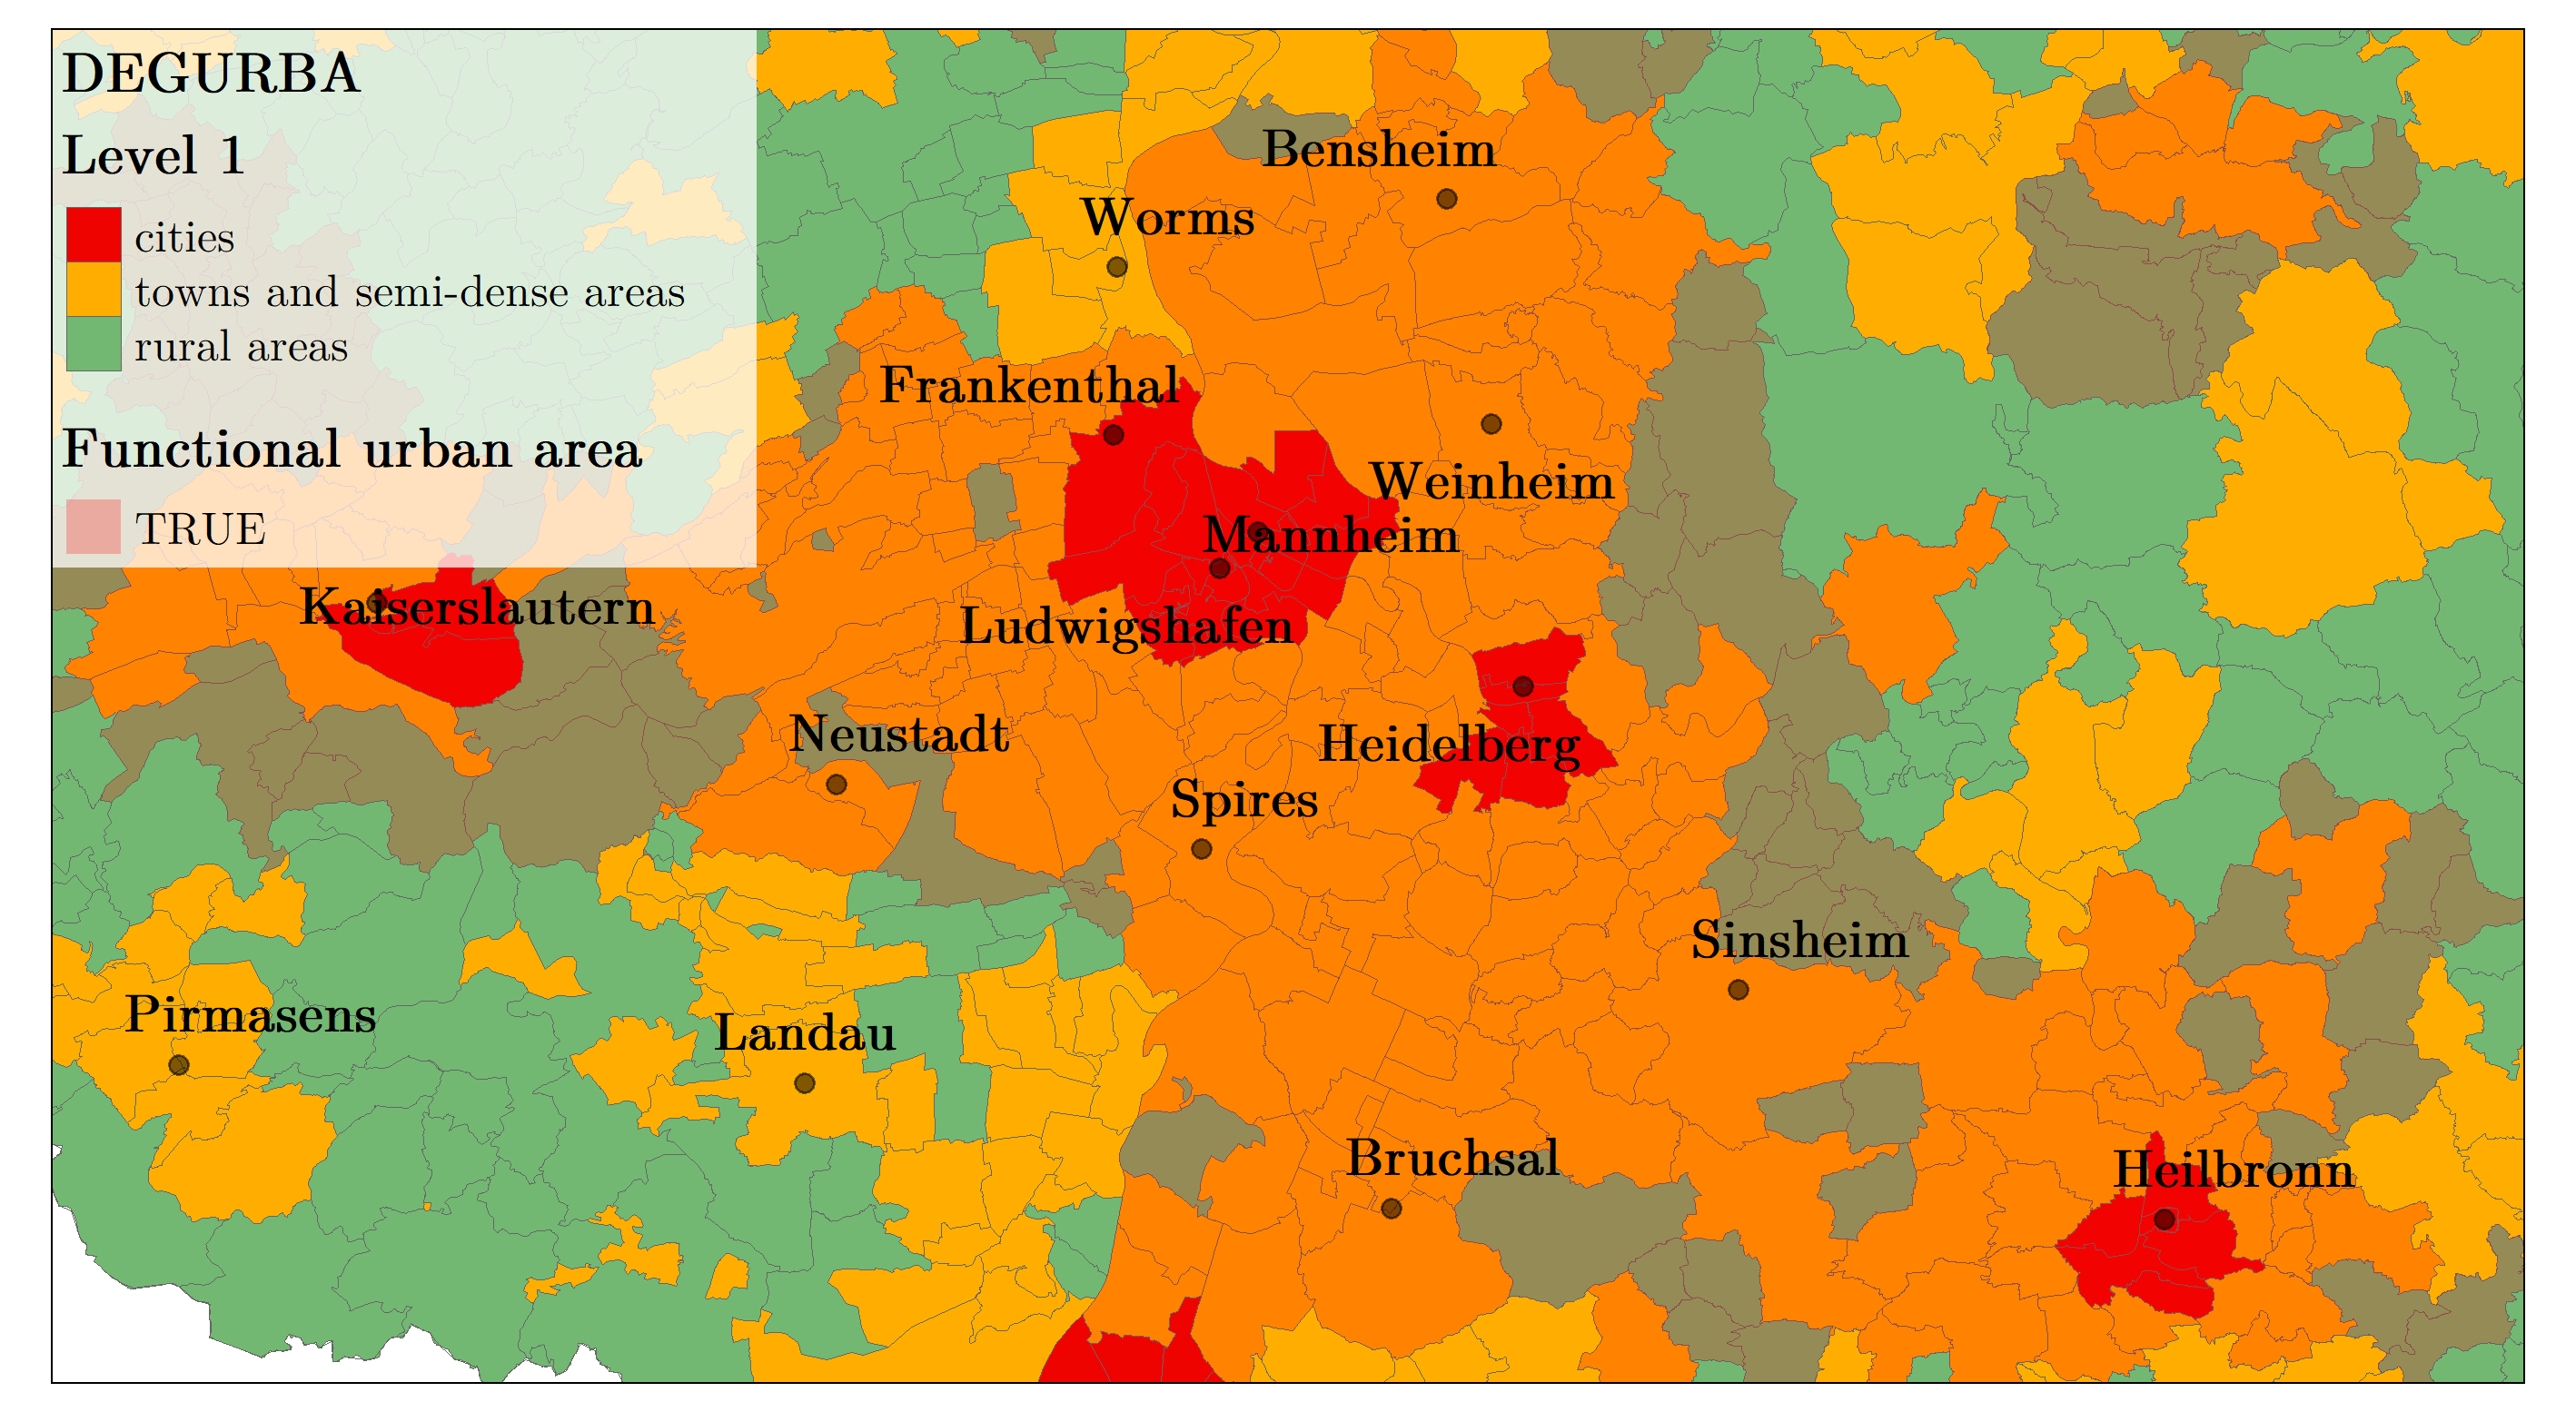 DEGURBA
Level 1
cities
towns and semi-dense areas
rural areas
Functional urban area
TRUE
Bensheim
Worms
Frankenthal
Weinheim
Mannheim
Kaiserslautern
Ludwigshafen
Neustadt
Heidelberg
Spires
Sinsheim
Pirmasens
Landau
Bruchsal
Heilbronn